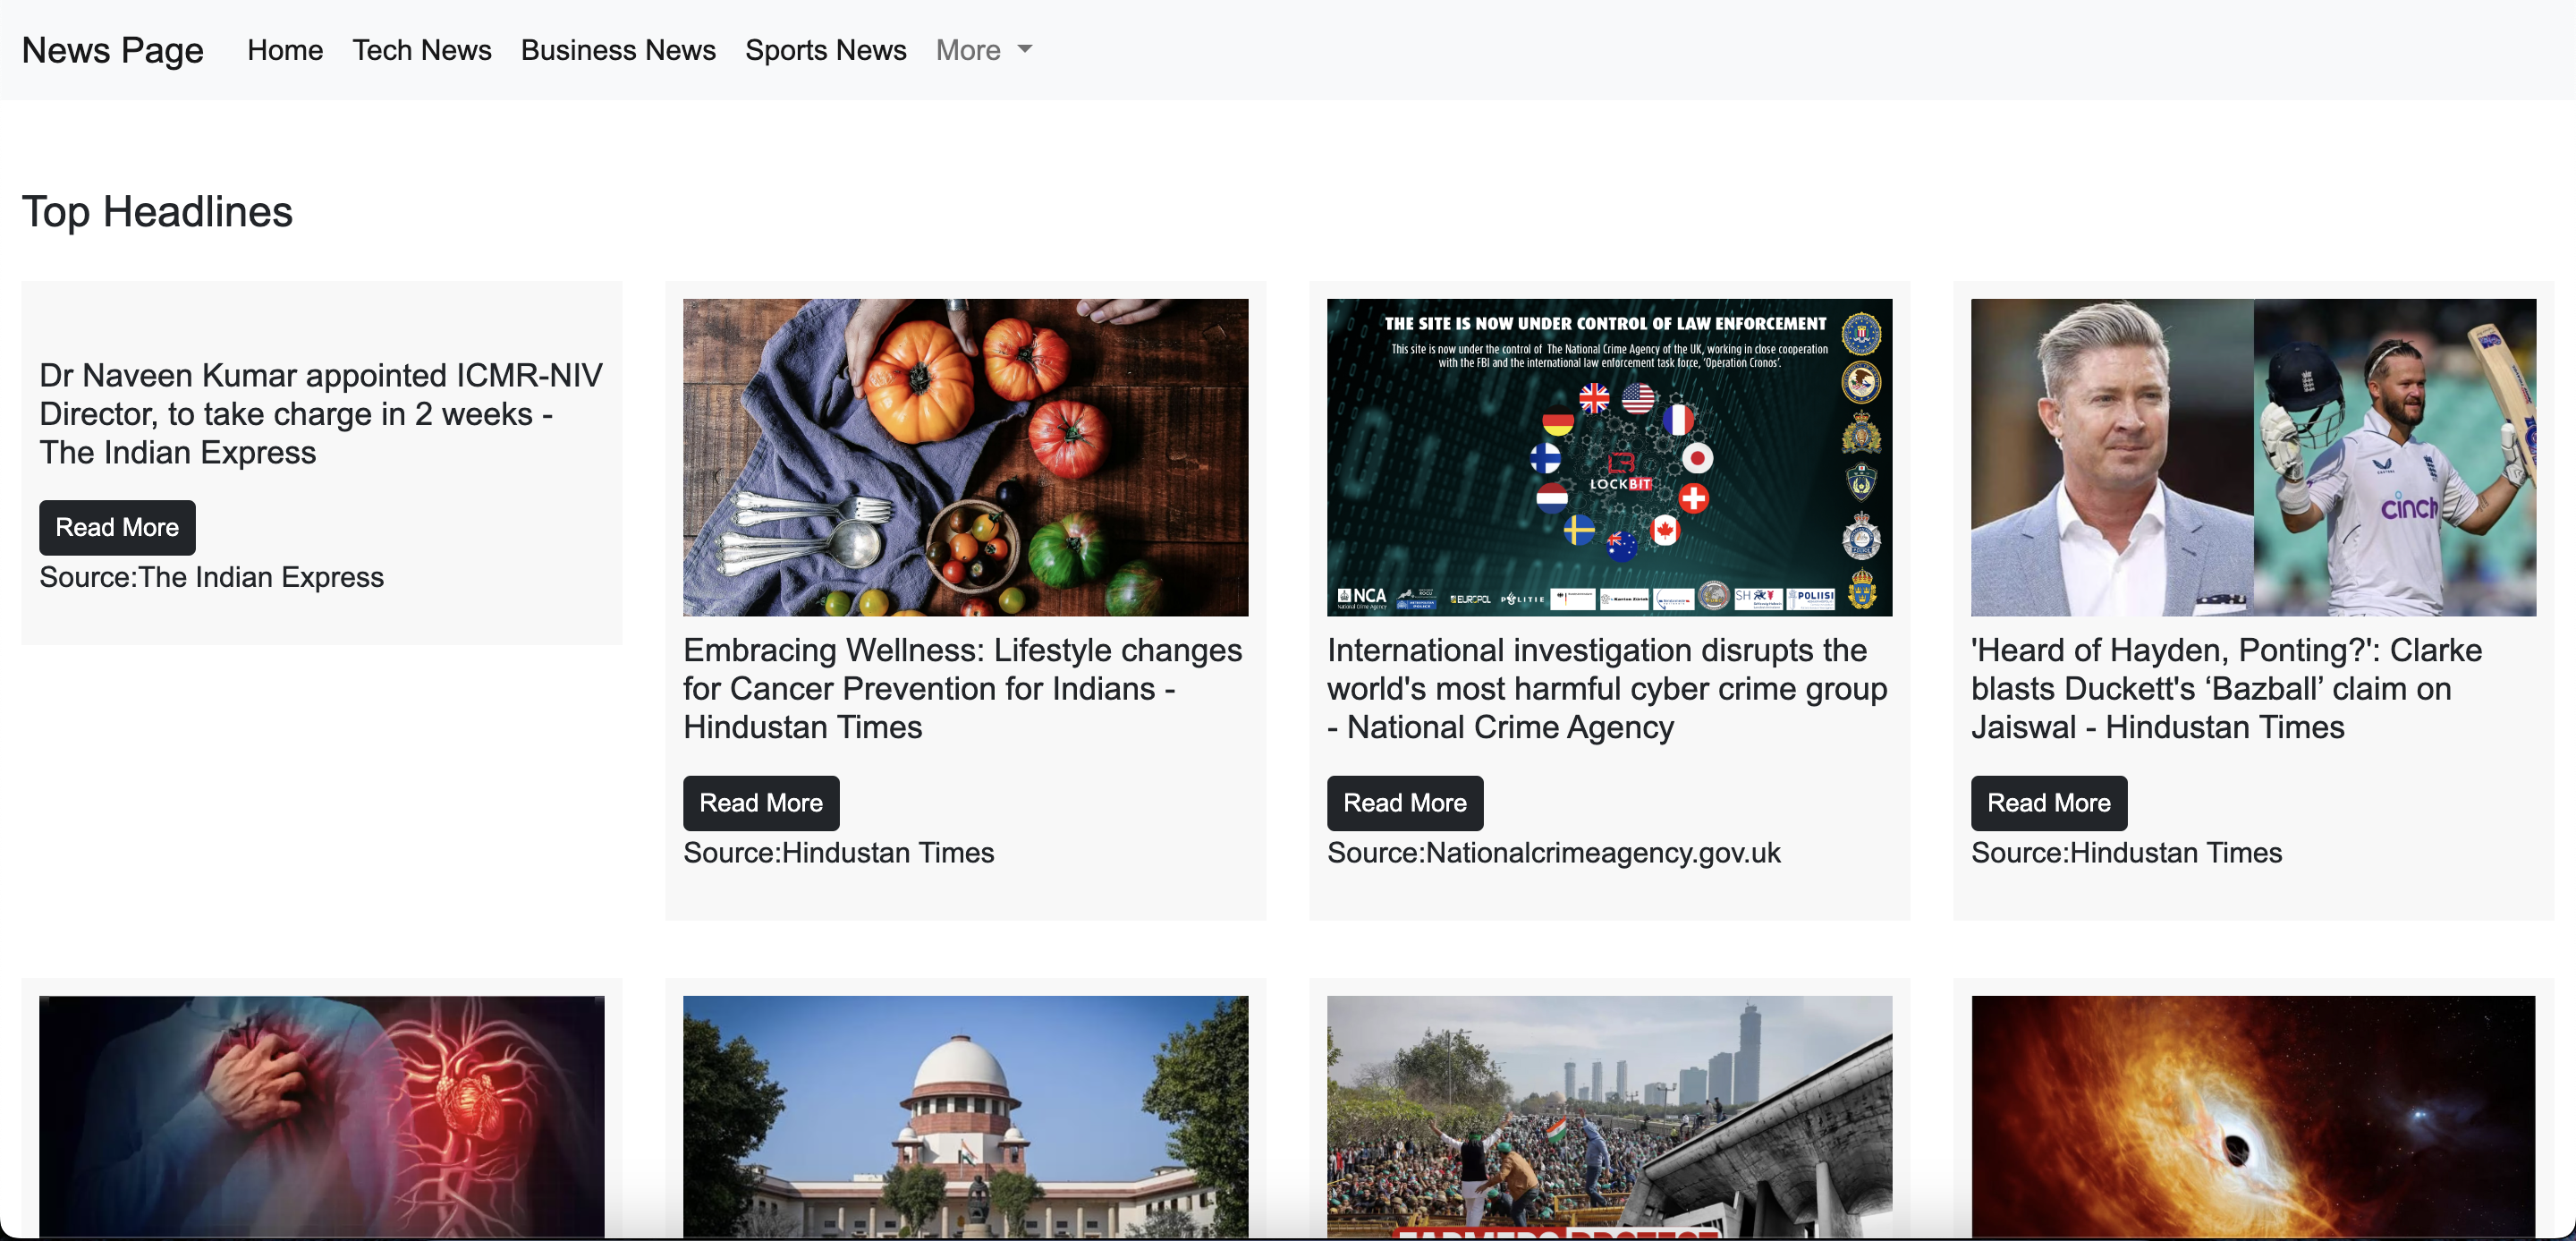 News Page Home Tech News Business News Sports News More
Top Headlines
Dr Naveen Kumar appointed ICMR-NIV
Director, to take charge in 2 weeks -
The Indian Express
Read More
Source:The Indian Express
Embracing Wellness: Lifestyle changes
for Cancer Prevention for Indians -
Hindustan Times
Read More
Source:Hindustan Times
THE SITE IS NOW UNDER CONTROL OF LAW ENFORCEMENT
This site is now under the control of The National Crime Agency of the UK, working in close cooperation
with the FBI and the international law enforcement task force, 'Operation Cronos'.
LOCKBIT
NCA
National Crime Agency
EUROPOL
POLITIE
POLIISI
International investigation disrupts the
world's most harmful cyber crime group
- National Crime Agency
Read More
Source:Nationalcrimeagency.gov.uk
cinch
'Heard of Hayden, Ponting?': Clarke
blasts Duckett's ‘Bazball’ claim on
Jaiswal - Hindustan Times
Read More
Source:Hindustan Times
FARMERS PROTEST